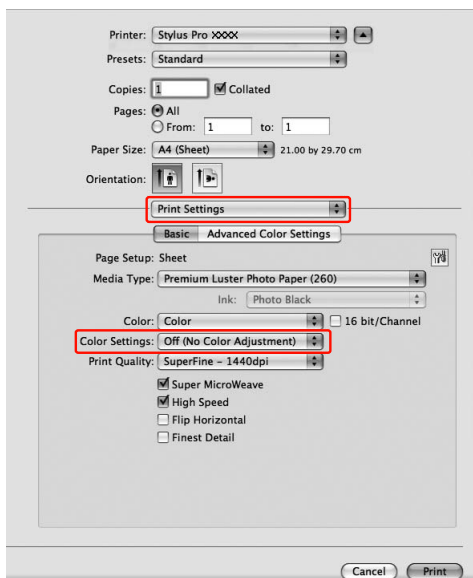 Printer: Stylus Pro XXXX
Presets: Standard
Copies: 1 Collated
Pages: All
From: 1 to: 1
Paper Size: A4 (Sheet) 21.00 by 29.70 cm
Orientation:
Print Settings
Basic Advanced Color Settings
Page Setup: Sheet
Media Type: Premium Luster Photo Paper (260)
Ink: Photo Black
Color: Color 16 bit/Channel
Color Settings: Off (No Color Adjustment)
Print Quality: SuperFine - 1440dpi
Super MicroWeave
High Speed
Flip Horizontal
Finest Detail
Cancel Print